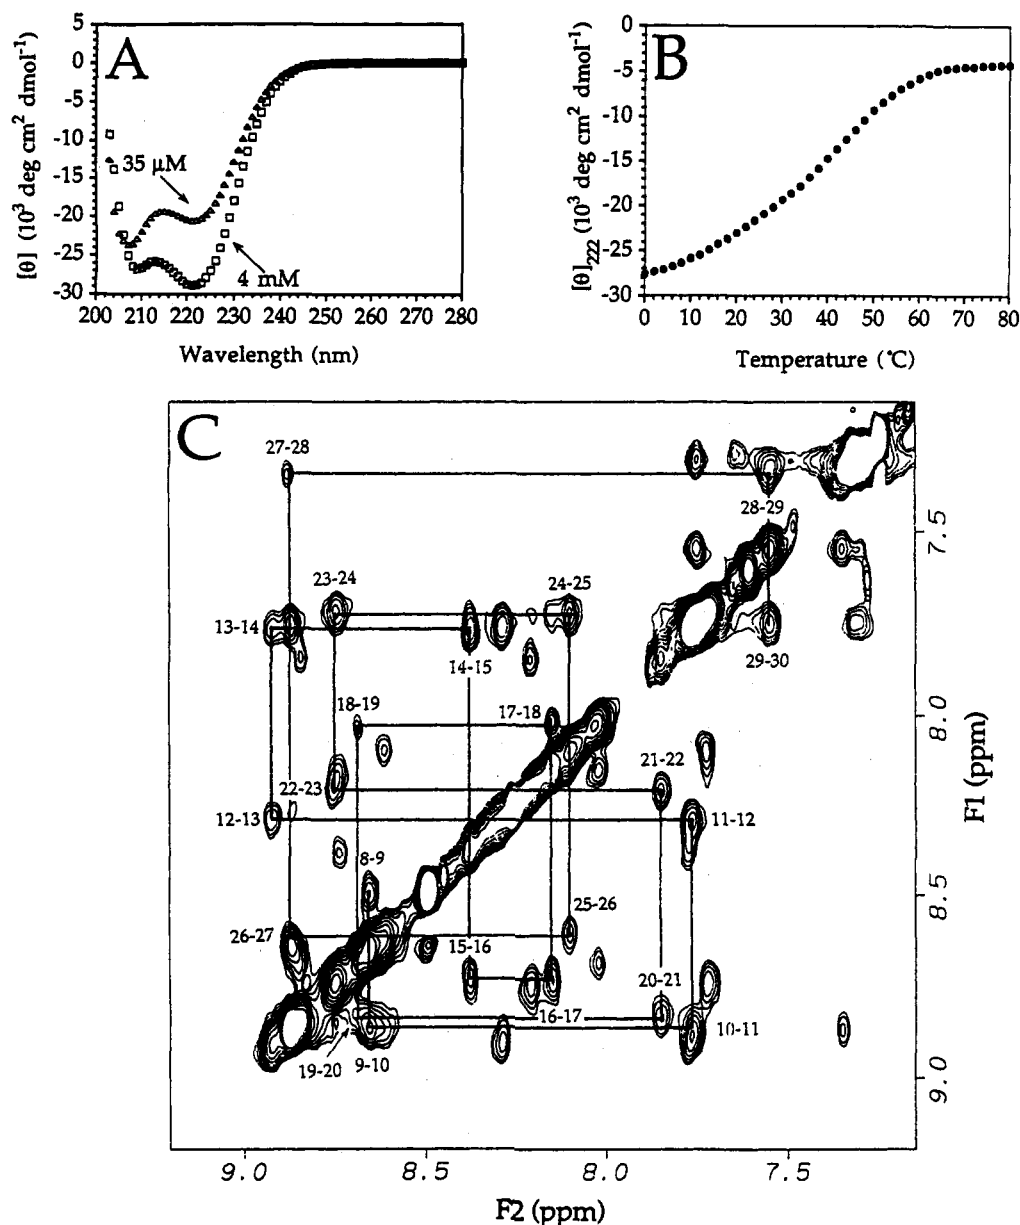 A
5
0
-5
-10
-15
-20
-25
-30
[θ] (10³ deg cm² dmol⁻¹)
35 μM
4 mM
200 210 220 230 240 250 260 270 280
Wavelength (nm)
B
0
-5
-10
-15
-20
-25
-30
[θ]₂₂₂ (10³ deg cm² dmol⁻¹)
0 10 20 30 40 50 60 70 80
Temperature (°C)
C
27-28
28-29
23-24
24-25
13-14
14-15
29-30
18-19
17-18
22-23
21-22
12-13
11-12
8-9
25-26
26-27
15-16
20-21
16-17
10-11
19-20
9-10
7.5
8.0
8.5
9.0
F1 (ppm)
9.0 8.5 8.0 7.5
F2 (ppm)